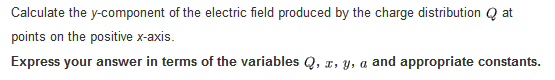 Calculate the y-component of the electric field produced by the charge distribution Q at
points on the positive x-axis.
Express your answer in terms of the variables Q, x, y, a and appropriate constants.